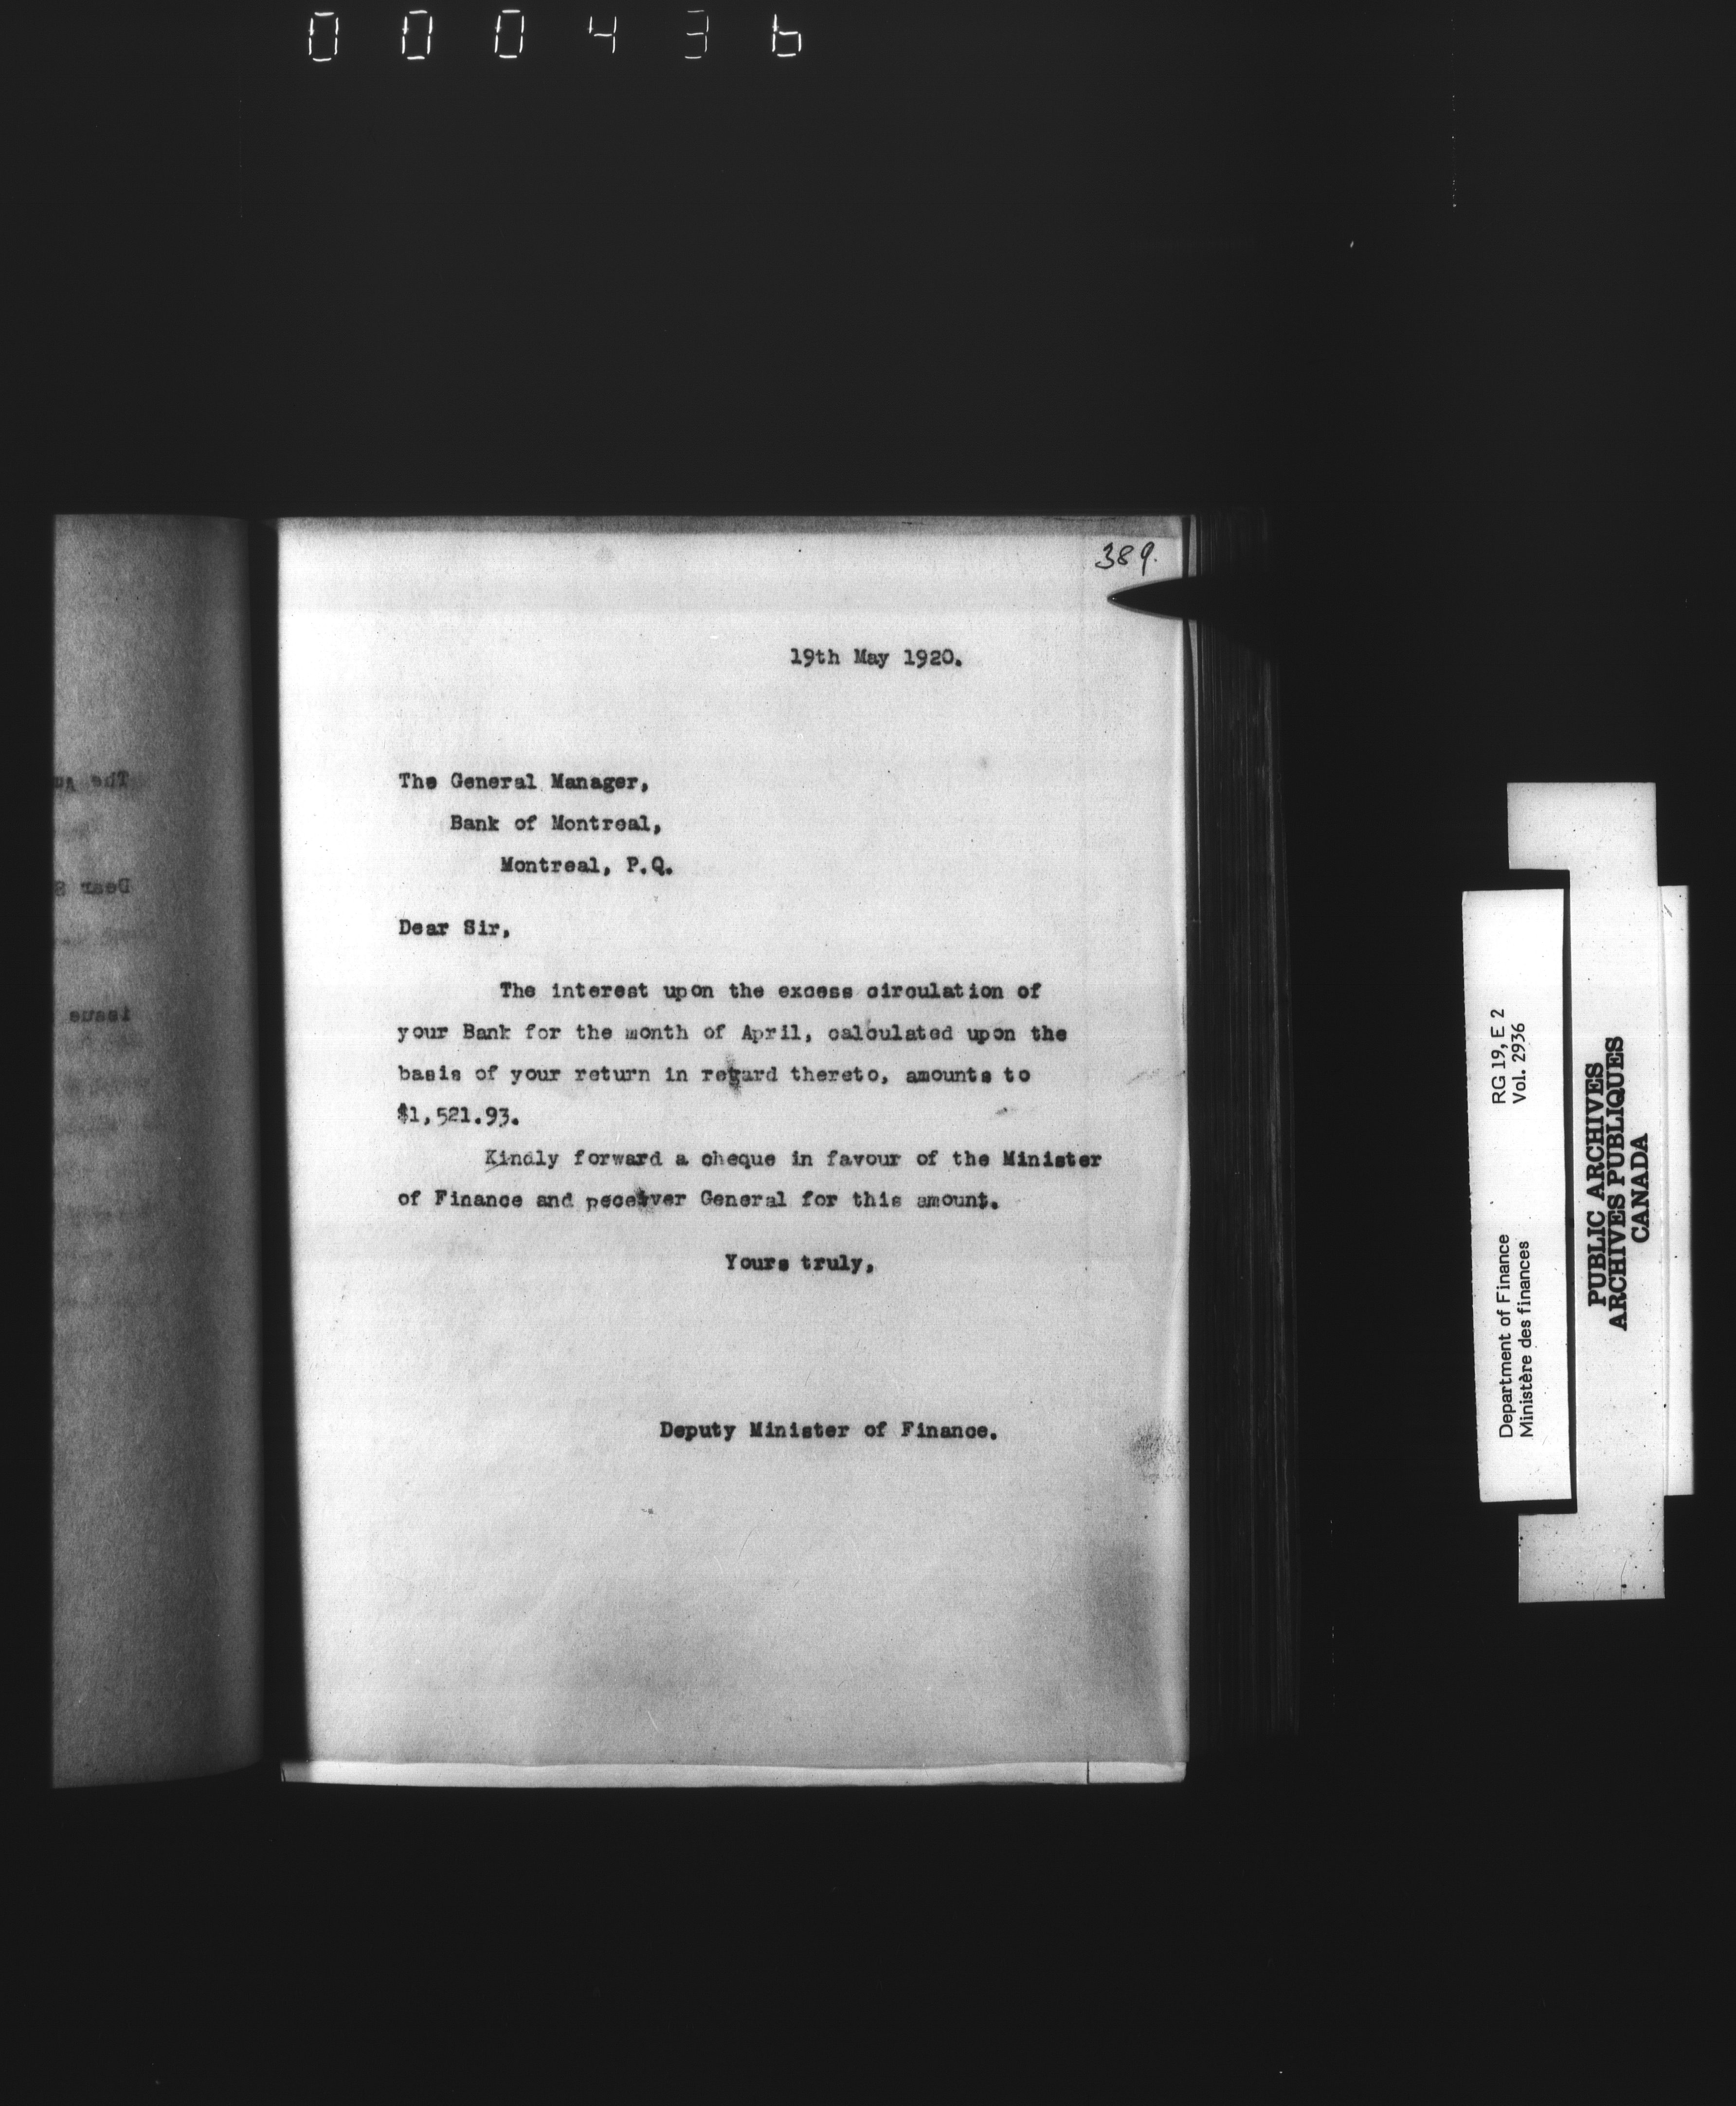 000436
389.
19th May 1920.
The General Manager,
Bank of Montreal,
Montreal, P.Q.
Dear Sir,
The interest upon the excess circulation of
your Bank for the month of April, calculated upon the
basis of your return in regard thereto, amounts to
$1,521.93.
Kindly forward a cheque in favour of the Minister
of Finance and receiver General for this amount.
Yours truly,
Deputy Minister of Finance.
The
Dear S
issue
Department of Finance RG 19, E 2
Ministère des finances Vol. 2936
PUBLIC ARCHIVES
ARCHIVES PUBLIQUES
CANADA